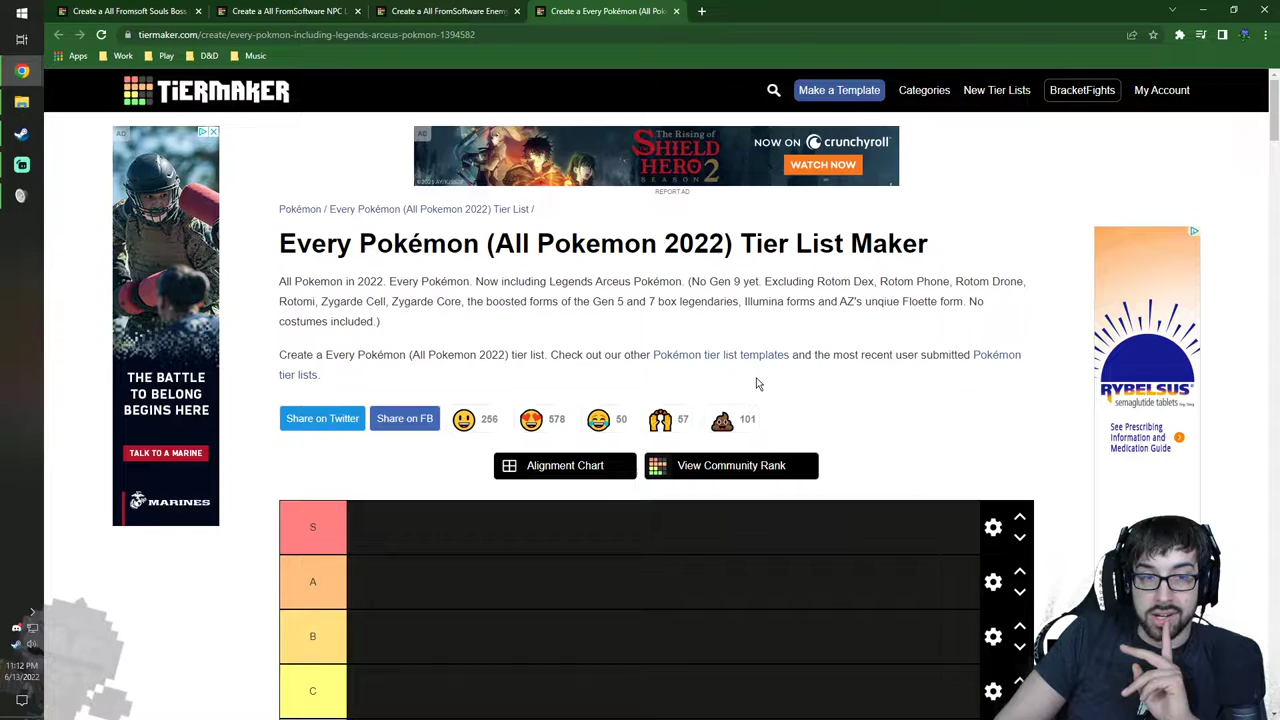 Create a All Fromsoft Souls Boss
Create a All FromSoftware NPC
Create a All FromSoftware Enem
Create a Every Pokémon (All Pok
tiermaker.com/create/every-pokmon-including-legends-arceus-pokmon-1394582
Apps
Work
Play
D&D
Music
TiERMAKER
Make a Template
Categories
New Tier Lists
BracketFights
My Account
AD
AD
The Rising of
SHIELD
HERO 2
SEASON
NOW ON crunchyroll
WATCH NOW
REPORT AD
Pokémon / Every Pokémon (All Pokemon 2022) Tier List /
Every Pokémon (All Pokemon 2022) Tier List Maker
All Pokemon in 2022. Every Pokémon. Now including Legends Arceus Pokémon. (No Gen 9 yet. Excluding Rotom Dex, Rotom Phone, Rotom Drone,
Rotomi, Zygarde Cell, Zygarde Core, the boosted forms of the Gen 5 and 7 box legendaries, Illumina forms and AZ's unqiue Floette form. No
costumes included.)
Create a Every Pokémon (All Pokemon 2022) tier list. Check out our other Pokémon tier list templates and the most recent user submitted Pokémon
tier lists.
THE BATTLE
TO BELONG
BEGINS HERE
TALK TO A MARINE
MARINES
RYBELSUS
semaglutide tablets
See Prescribing
Information and
Medication Guide
Share on Twitter
Share on FB
256
578
50
57
101
Alignment Chart
View Community Rank
S
A
B
C
11:12 PM
6/13/2022